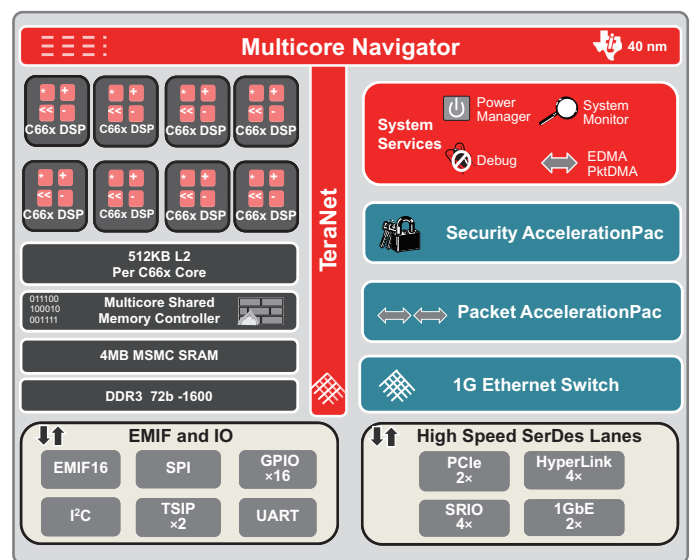 Multicore Navigator
40 nm
* +
<< -
C66x DSP
* +
<< -
C66x DSP
* +
<< -
C66x DSP
* +
<< -
C66x DSP
* +
<< -
C66x DSP
* +
<< -
C66x DSP
* +
<< -
C66x DSP
* +
<< -
C66x DSP
512KB L2
Per C66x Core
011100
100010
001111
Multicore Shared
Memory Controller
4MB MSMC SRAM
DDR3 72b -1600
TeraNet
System
Services
Power
Manager
System
Monitor
Debug
EDMA
PktDMA
Security AccelerationPac
Packet AccelerationPac
1G Ethernet Switch
EMIF and IO
EMIF16
SPI
GPIO
×16
I²C
TSIP
×2
UART
High Speed SerDes Lanes
PCIe
2×
HyperLink
4×
SRIO
4×
1GbE
2×